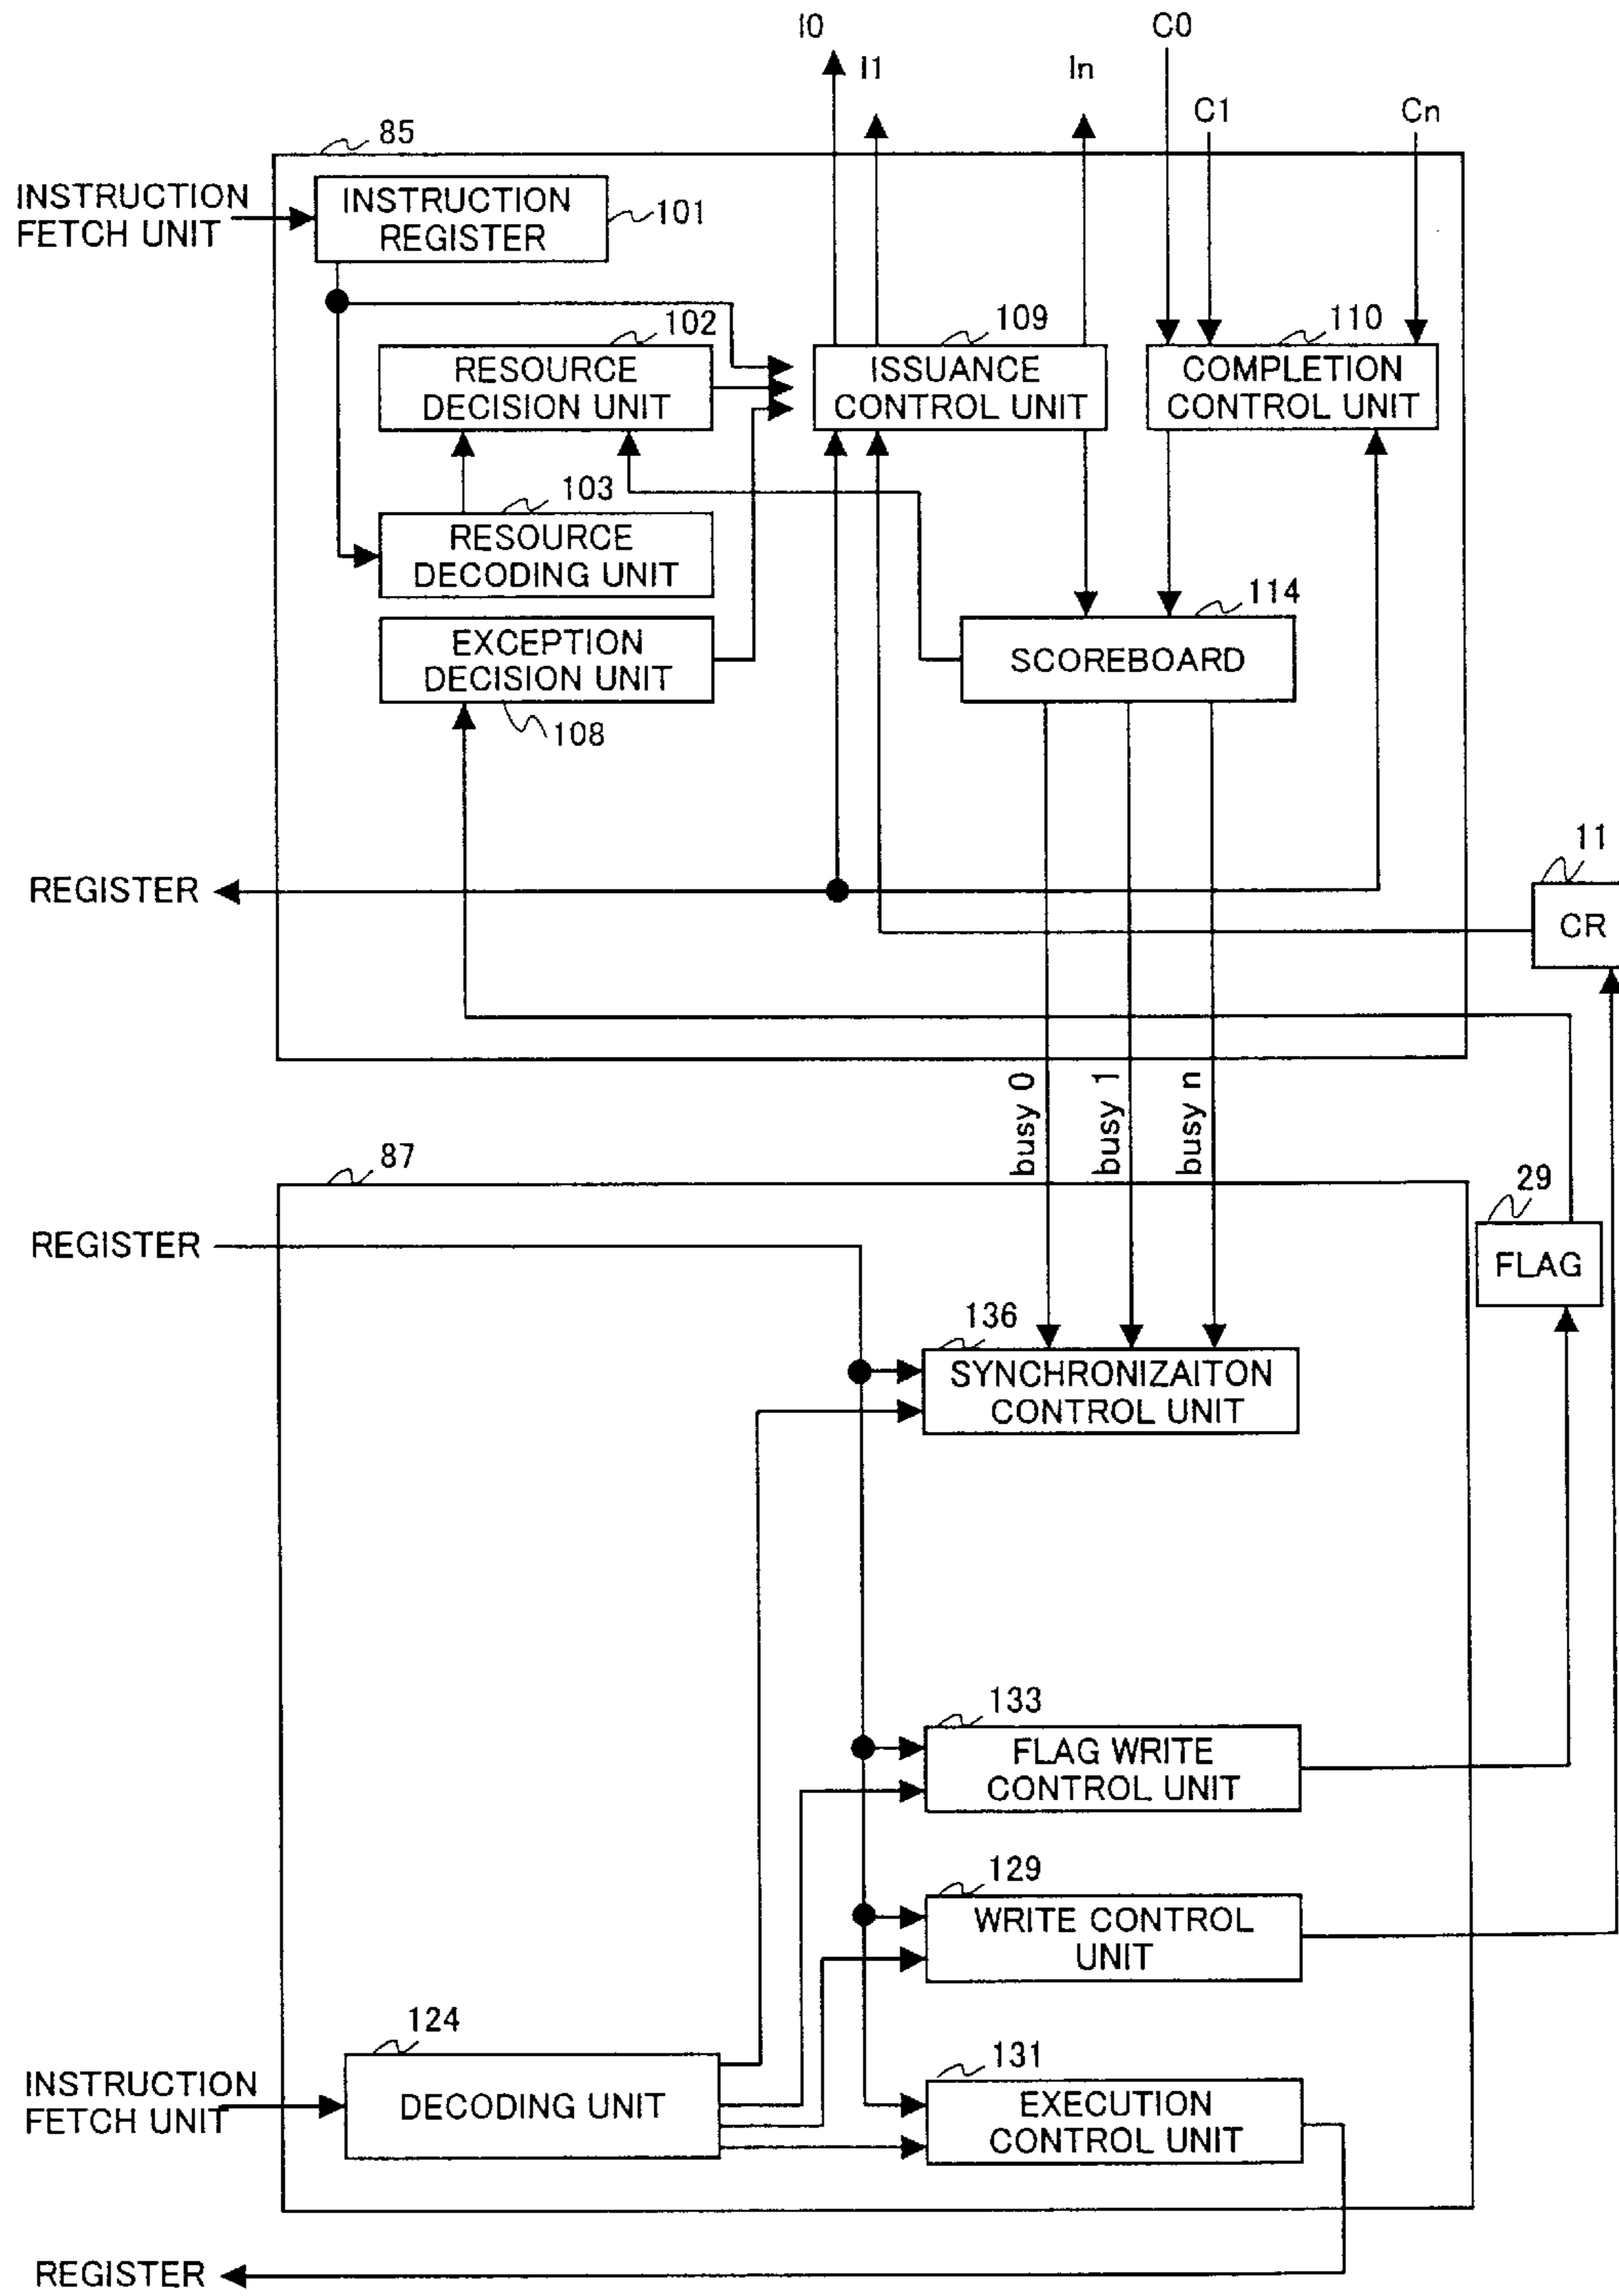 I0
C0
I1
In
C1
Cn
85
INSTRUCTION
FETCH UNIT
INSTRUCTION
REGISTER
101
102
109
110
RESOURCE
DECISION UNIT
ISSUANCE
CONTROL UNIT
COMPLETION
CONTROL UNIT
103
RESOURCE
DECODING UNIT
114
EXCEPTION
DECISION UNIT
SCOREBOARD
108
11
REGISTER
CR
busy 0
busy 1
busy n
87
29
REGISTER
FLAG
136
SYNCHRONIZAITON
CONTROL UNIT
133
FLAG WRITE
CONTROL UNIT
129
WRITE CONTROL
UNIT
124
131
INSTRUCTION
FETCH UNIT
DECODING UNIT
EXECUTION
CONTROL UNIT
REGISTER